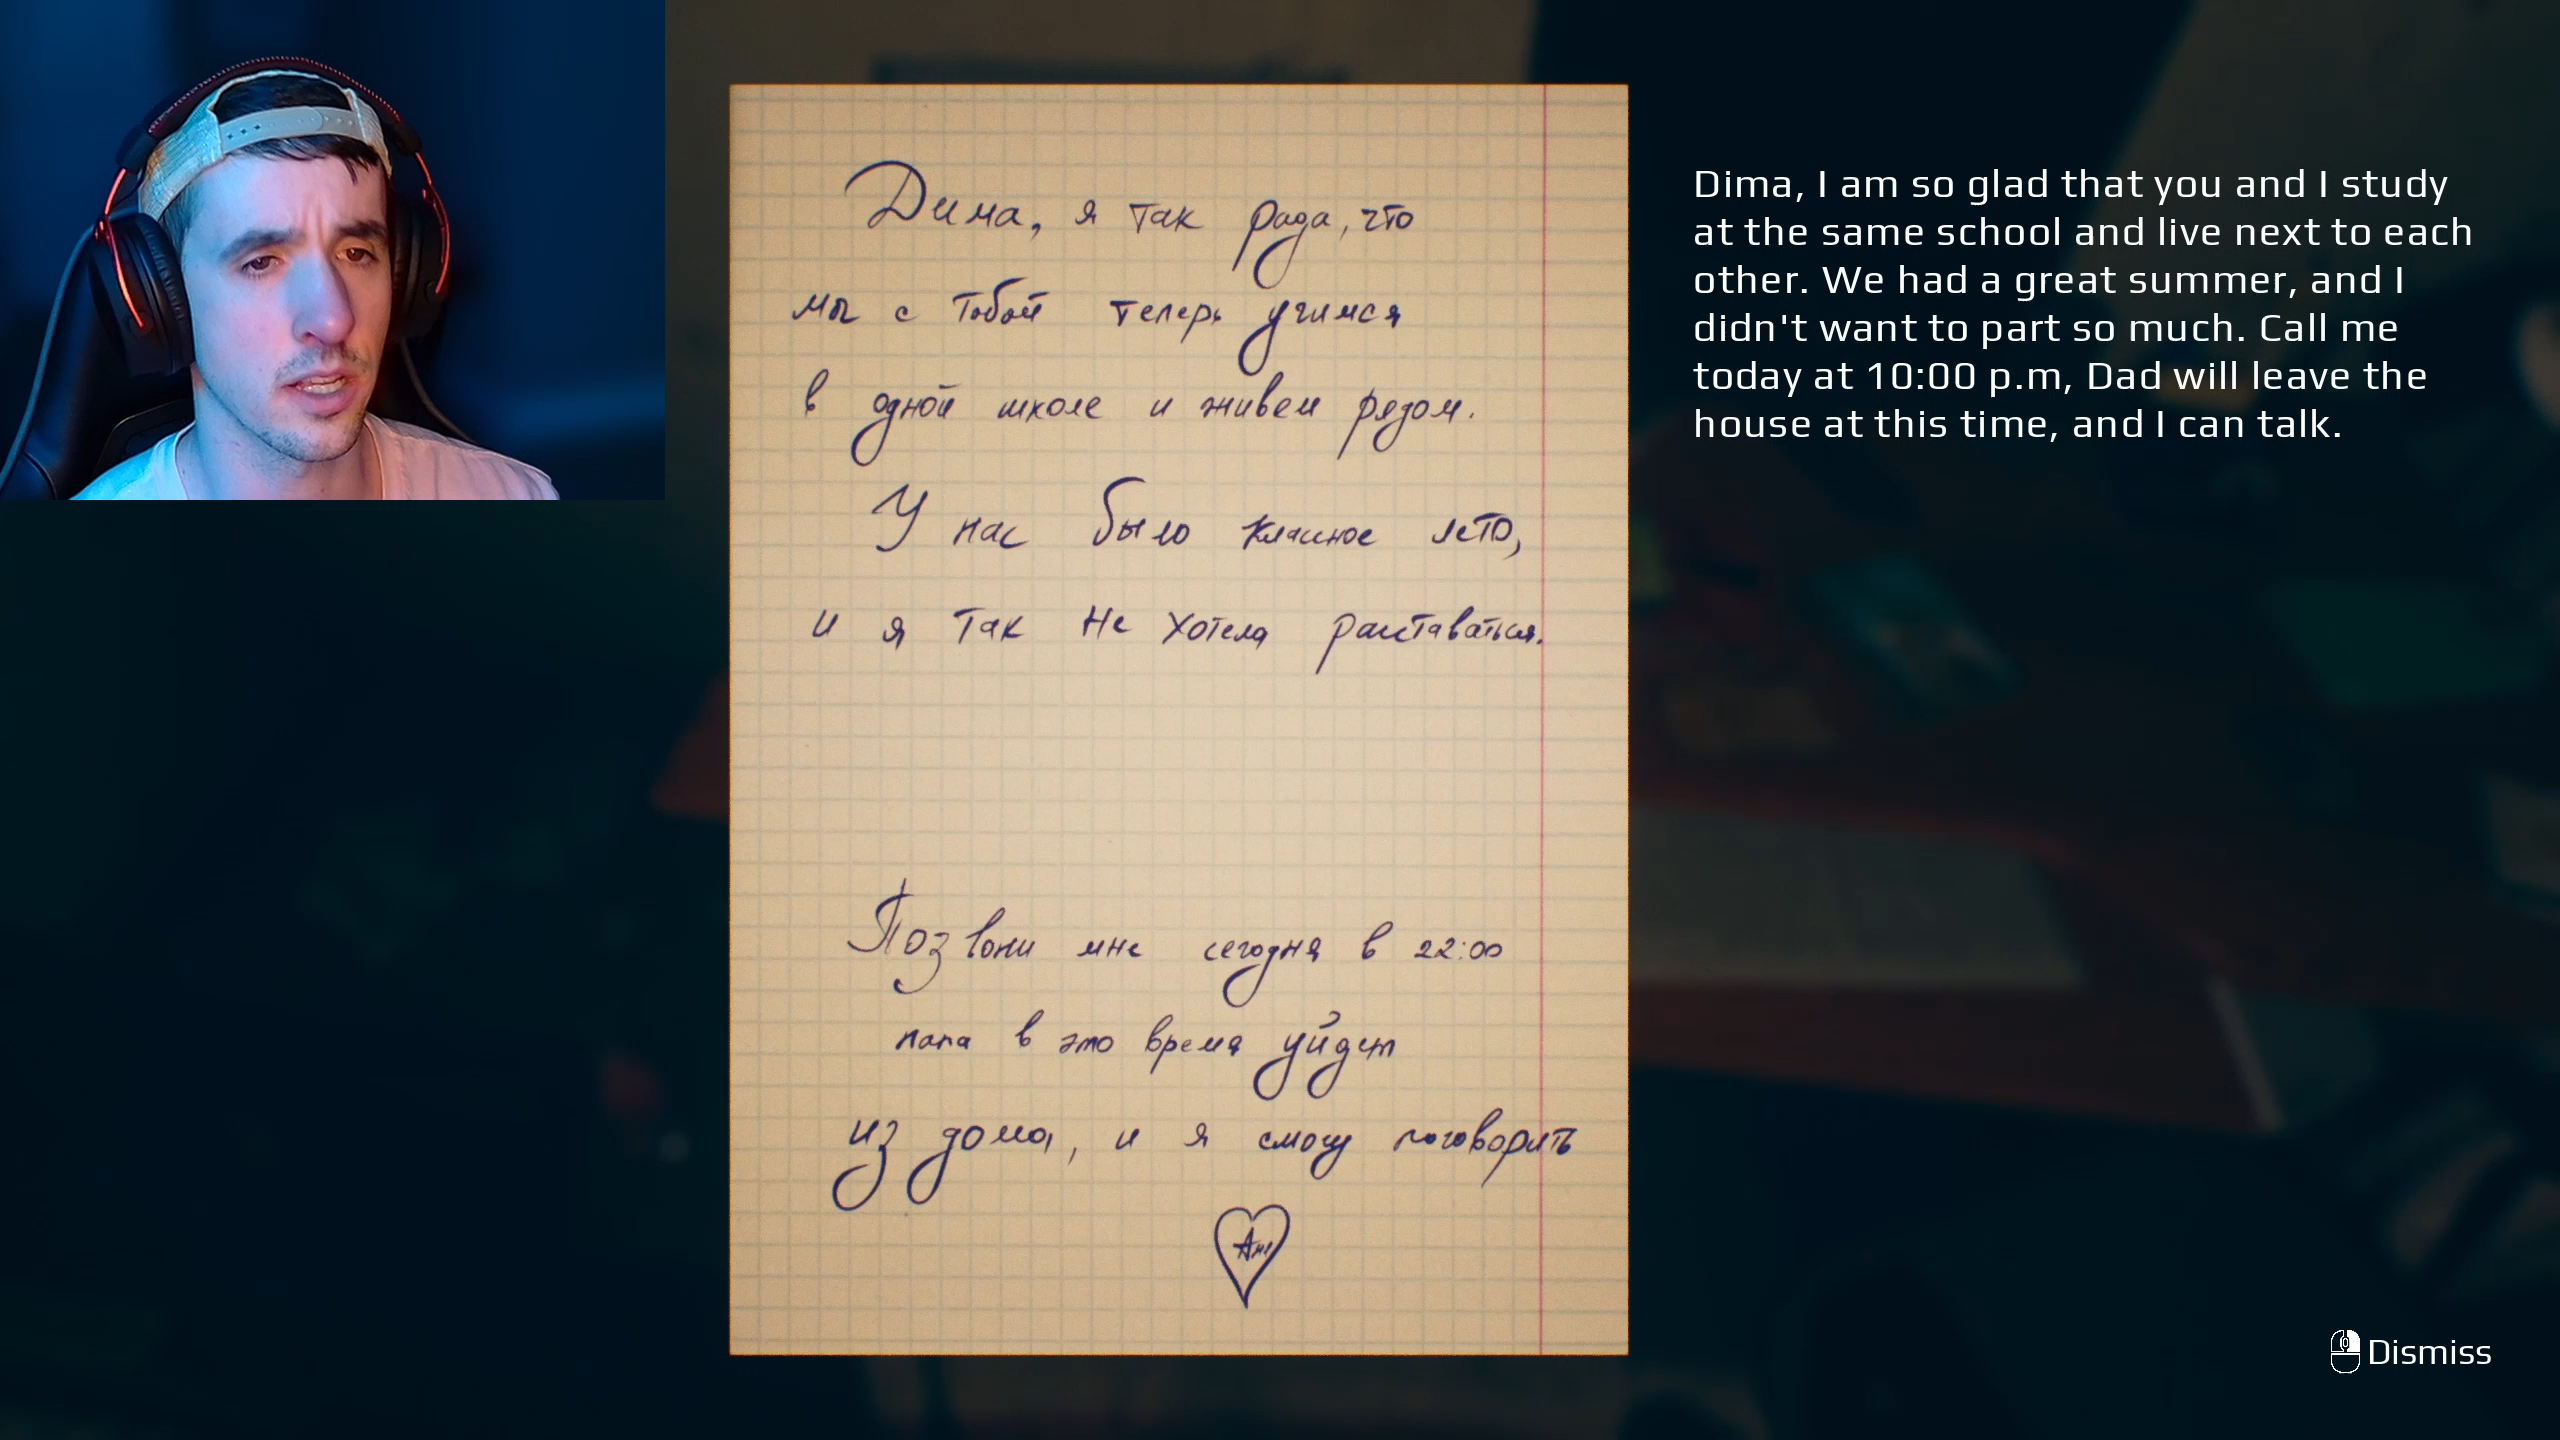 Дима, я так рада, что
мы с тобой теперь учимся
в одной школе и живем рядом.
У нас было классное лето,
и я так не хотела расставаться.
Позвони мне сегодня в 22:00
папа в это время уйдет
из дома, и я смогу поговорить
Аня
Dima, I am so glad that you and I study
at the same school and live next to each
other. We had a great summer, and I
didn't want to part so much. Call me
today at 10:00 p.m, Dad will leave the
house at this time, and I can talk.
Dismiss